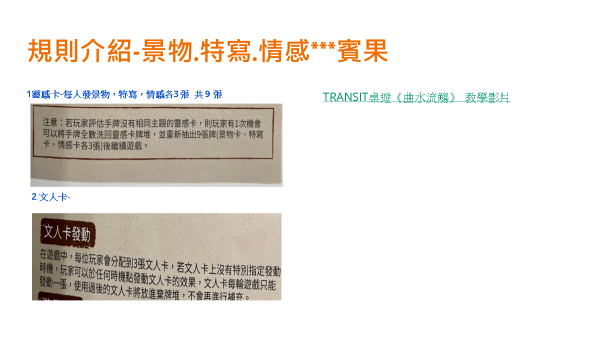 規則介紹-景物.特寫.情感***賓果
1靈感卡-每人發景物，特寫，情感各3張 共9張
TRANSIT桌遊《曲水流觴》 教學影片
注意：若玩家評估手牌沒有相同主題的靈感卡，則玩家有1次機會
可以將手牌全數洗回靈感卡牌堆，並重新抽出9張牌(景物卡、特寫
卡、情感卡各3張)後繼續遊戲。
2 文人卡-
文人卡發動
在遊戲中，每位玩家會分配到3張文人卡，若文人卡上沒有特別指定發動
時機，玩家可以於任何時機點發動文人卡的效果，文人卡每輪遊戲只能
發動一張，使用過後的文人卡將放進棄牌堆，不會再進行補充。